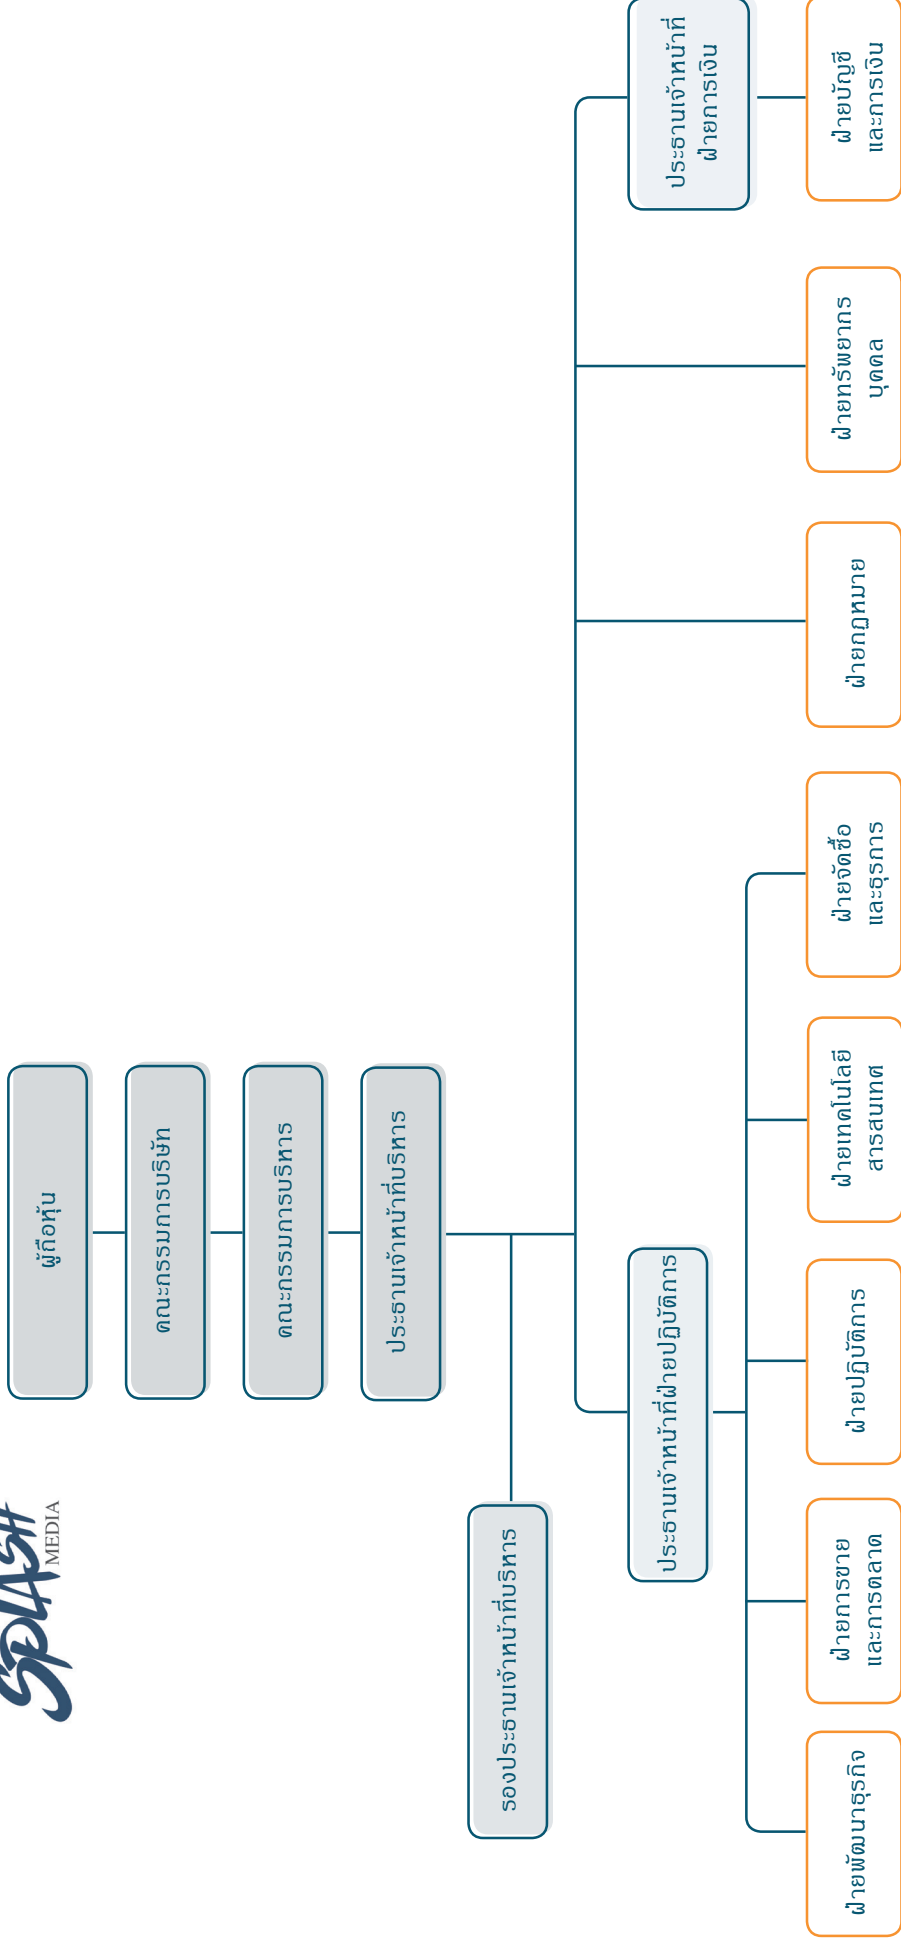 SPLASH
MEDIA
ผู้ถือหุ้น
คณะกรรมการบริษัท
คณะกรรมการบริหาร
ประธานเจ้าหน้าที่บริหาร
รองประธานเจ้าหน้าที่บริหาร
ประธานเจ้าหน้าที่ฝ่ายปฏิบัติการ
ประธานเจ้าหน้าที่
ฝ่ายการเงิน
ฝ่ายพัฒนาธุรกิจ
ฝ่ายการขาย
และการตลาด
ฝ่ายปฏิบัติการ
ฝ่ายเทคโนโลยี
สารสนเทศ
ฝ่ายจัดซื้อ
และธุรการ
ฝ่ายกฎหมาย
ฝ่ายทรัพยากร
บุคคล
ฝ่ายบัญชี
และการเงิน